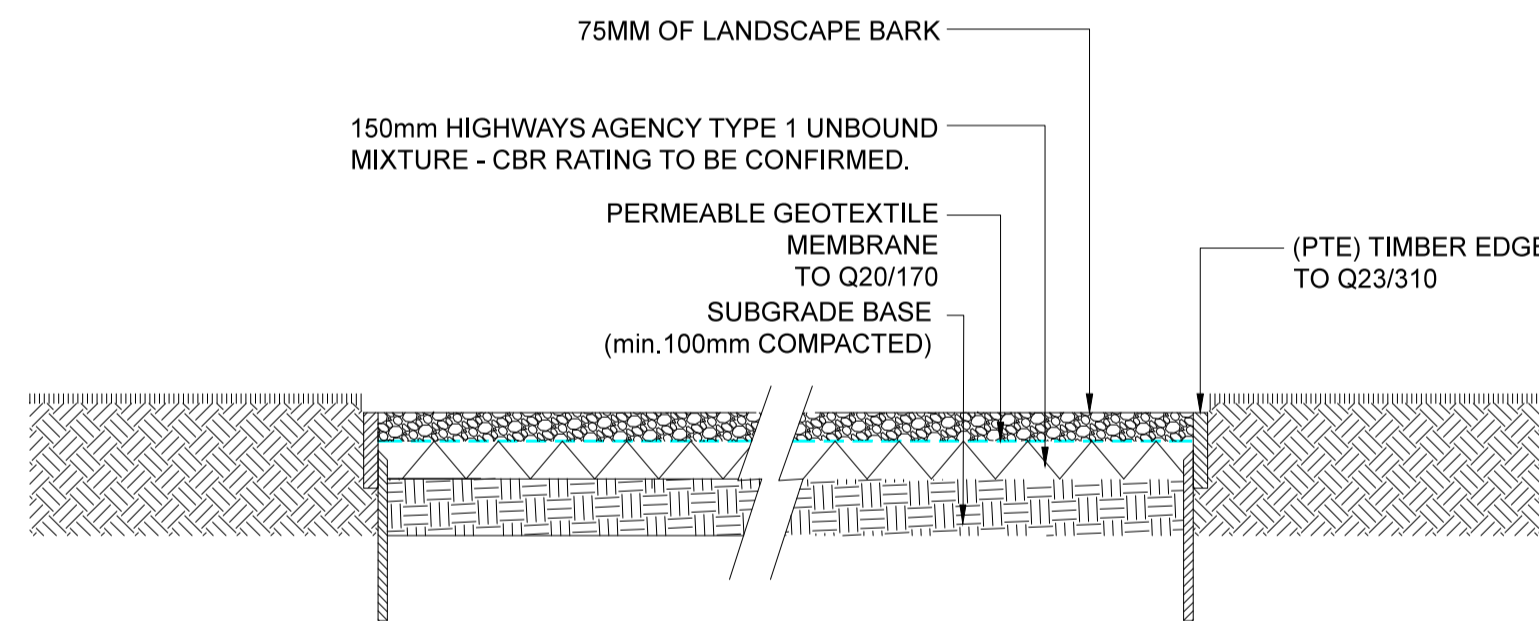 75MM OF LANDSCAPE BARK
150mm HIGHWAYS AGENCY TYPE 1 UNBOUND
MIXTURE - CBR RATING TO BE CONFIRMED.
PERMEABLE GEOTEXTILE
MEMBRANE
TO Q20/170
SUBGRADE BASE
(min.100mm COMPACTED)
(PTE) TIMBER EDGE
TO Q23/310